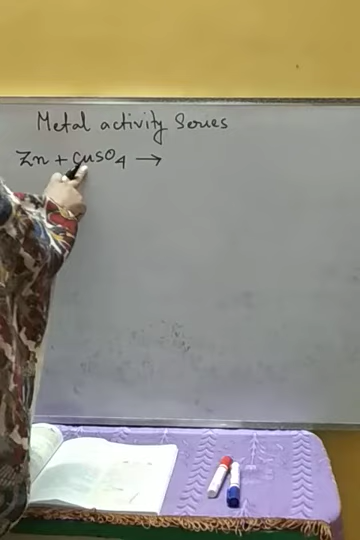 Metal activity Series
Zn + CuSO4 →